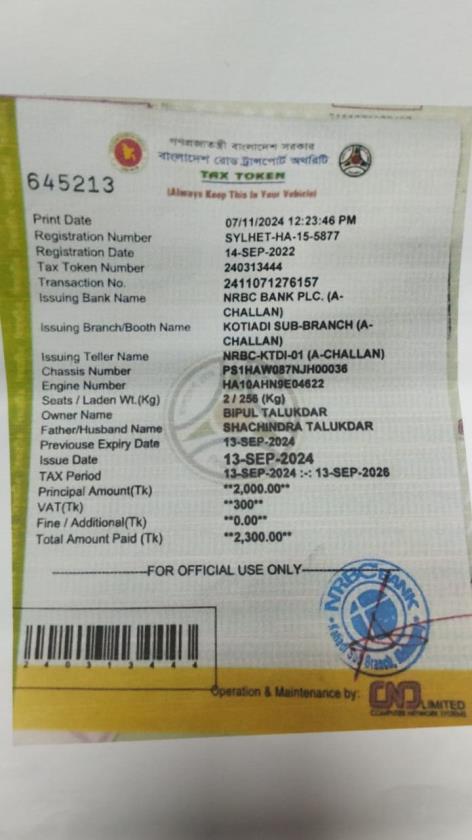 গণপ্রজাতন্ত্রী বাংলাদেশ সরকার
বাংলাদেশ রোড ট্রান্সপোর্ট অথরিটি
TAX TOKEN
(Always Keep This in Your Vehicle)
645213
Print Date 07/11/2024 12:23:46 PM
Registration Number SYLHET-HA-15-5877
Registration Date 14-SEP-2022
Tax Token Number 240313444
Transaction No. 2411071276157
Issuing Bank Name NRBC BANK PLC. (A-
CHALLAN)
Issuing Branch/Booth Name KOTIADI SUB-BRANCH (A-
CHALLAN)
Issuing Teller Name NRBC-KTDI-01 (A-CHALLAN)
Chassis Number PS1HAW087NJH00036
Engine Number HA10AHN9E04622
Seats / Laden Wt.(Kg) 2 / 256 (Kg)
Owner Name BIPUL TALUKDAR
Father/Husband Name SHACHINDRA TALUKDAR
Previouse Expiry Date 13-SEP-2024
Issue Date 13-SEP-2024
TAX Period 13-SEP-2024 :-: 13-SEP-2026
Principal Amount(Tk) **2,000.00**
VAT(Tk) **300**
Fine / Additional(Tk) **0.00**
Total Amount Paid (Tk) **2,300.00**
FOR OFFICIAL USE ONLY
NRBC BANK
Sub Branch,
240313444
Operation & Maintenance by: CNS LIMITED
COMPUTER NETWORK SYSTEMS